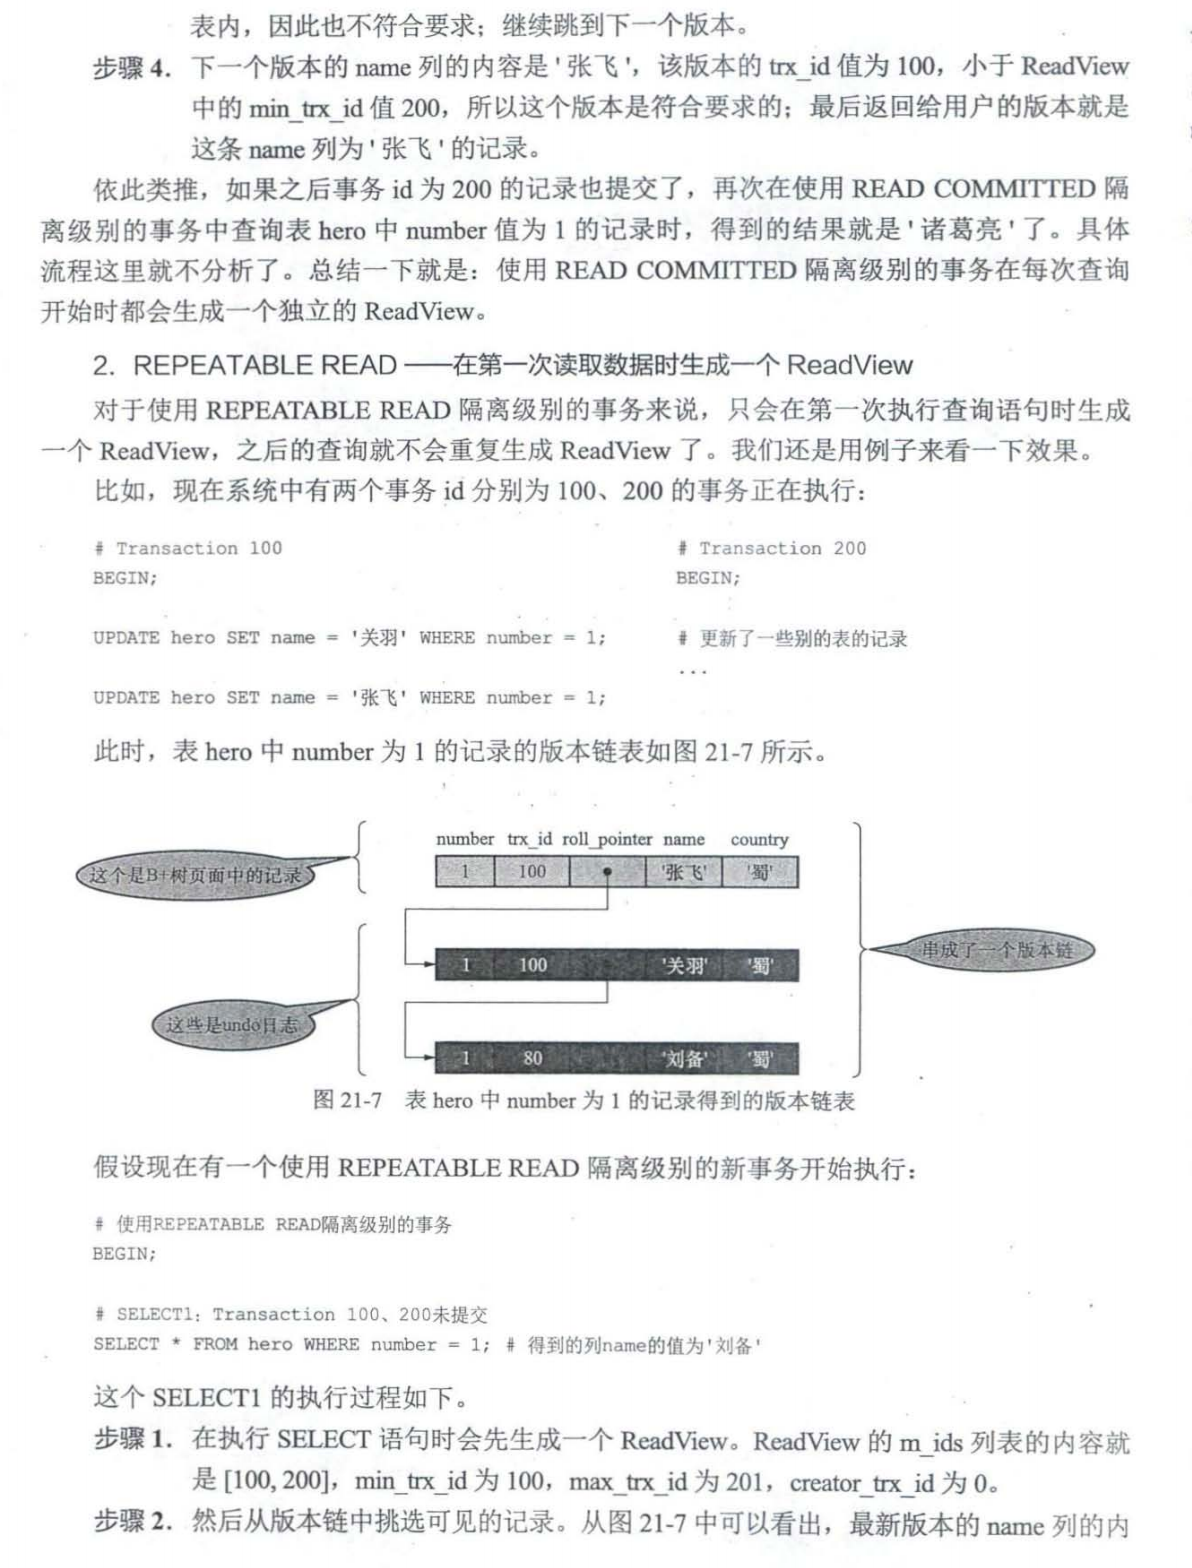 表内，因此也不符合要求；继续跳到下一个版本。
步骤 4. 下一个版本的 name 列的内容是 '张飞'，该版本的 trx_id 值为 100，小于 ReadView
中的 min_trx_id 值 200，所以这个版本是符合要求的；最后返回给用户的版本就是
这条 name 列为 '张飞' 的记录。
依此类推，如果之后事务 id 为 200 的记录也提交了，再次在使用 READ COMMITTED 隔
离级别的事务中查询表 hero 中 number 值为 1 的记录时，得到的结果就是 '诸葛亮' 了。具体
流程这里就不分析了。总结一下就是：使用 READ COMMITTED 隔离级别的事务在每次查询
开始时都会生成一个独立的 ReadView。
2. REPEATABLE READ ——在第一次读取数据时生成一个 ReadView
对于使用 REPEATABLE READ 隔离级别的事务来说，只会在第一次执行查询语句时生成
一个 ReadView，之后的查询就不会重复生成 ReadView 了。我们还是用例子来看一下效果。
比如，现在系统中有两个事务 id 分别为 100、200 的事务正在执行：
# Transaction 100 # Transaction 200
BEGIN; BEGIN;
UPDATE hero SET name = '关羽' WHERE number = 1; # 更新了一些别的表的记录
...
UPDATE hero SET name = '张飞' WHERE number = 1;
此时，表 hero 中 number 为 1 的记录的版本链表如图 21-7 所示。
number trx_id roll_pointer name country
这个是B+树页面中的记录 1 100 '张飞' '蜀'
串成了一个版本链
1 100 '关羽' '蜀'
这些是undo日志
1 80 '刘备' '蜀'
图 21-7 表 hero 中 number 为 1 的记录得到的版本链表
假设现在有一个使用 REPEATABLE READ 隔离级别的新事务开始执行：
# 使用REPEATABLE READ隔离级别的事务
BEGIN;
# SELECT1：Transaction 100、200未提交
SELECT * FROM hero WHERE number = 1; # 得到的列name的值为'刘备'
这个 SELECT1 的执行过程如下。
步骤 1. 在执行 SELECT 语句时会先生成一个 ReadView。ReadView 的 m_ids 列表的内容就
是 [100, 200]，min_trx_id 为 100，max_trx_id 为 201，creator_trx_id 为 0。
步骤 2. 然后从版本链中挑选可见的记录。从图 21-7 中可以看出，最新版本的 name 列的内